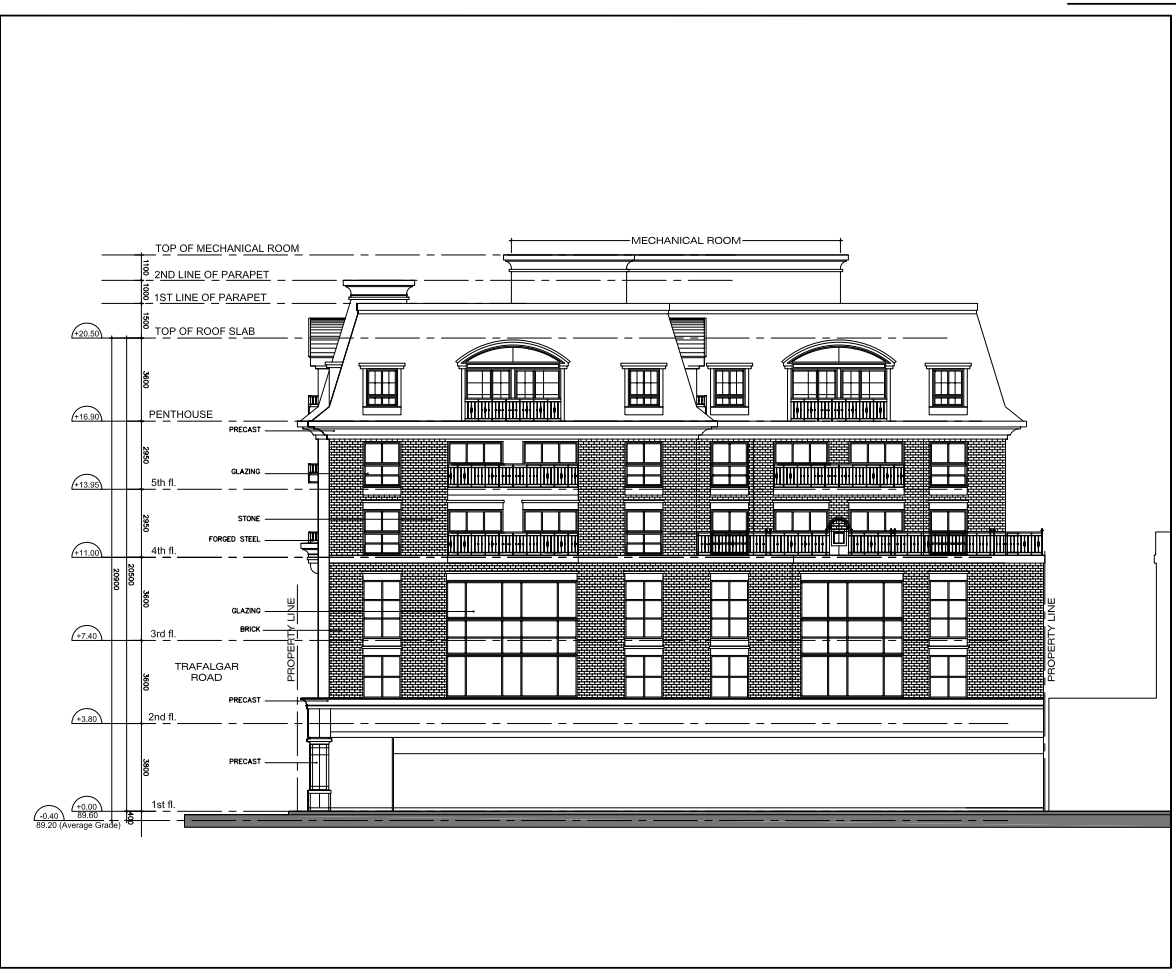 MECHANICAL ROOM
TOP OF MECHANICAL ROOM
1100
2ND LINE OF PARAPET
1000
1ST LINE OF PARAPET
1500
+20.50
TOP OF ROOF SLAB
3600
+16.90
PENTHOUSE
PRECAST
2950
GLAZING
+13.95
5th fl.
2950
STONE
FORGED STEEL
+11.00
4th fl.
20900
20500
3600
GLAZING
BRICK
PROPERTY LINE
PROPERTY LINE
+7.40
3rd fl.
TRAFALGAR
ROAD
3600
PRECAST
+3.80
2nd fl.
3800
PRECAST
1st fl.
+0.00
89.60
400
-0.40
89.20 (Average Grade)